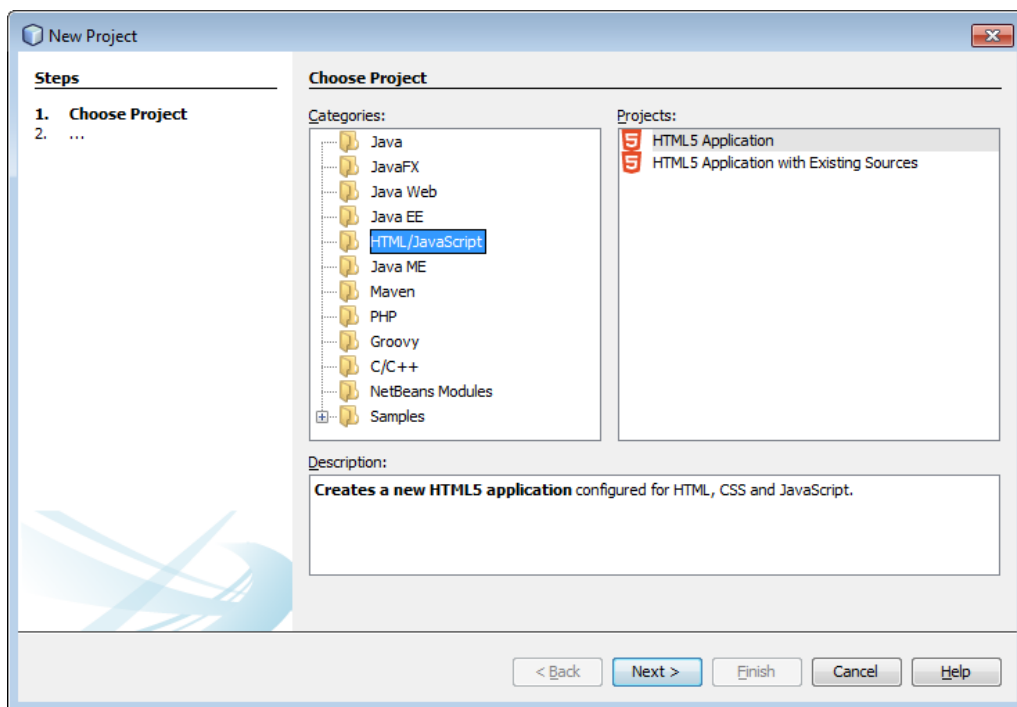 New Project
Steps
1. Choose Project
2. ...
Choose Project
Categories:
Java
JavaFX
Java Web
Java EE
HTML/JavaScript
Java ME
Maven
PHP
Groovy
C/C++
NetBeans Modules
Samples
Projects:
HTML5 Application
HTML5 Application with Existing Sources
Description:
Creates a new HTML5 application configured for HTML, CSS and JavaScript.
< Back
Next >
Finish
Cancel
Help